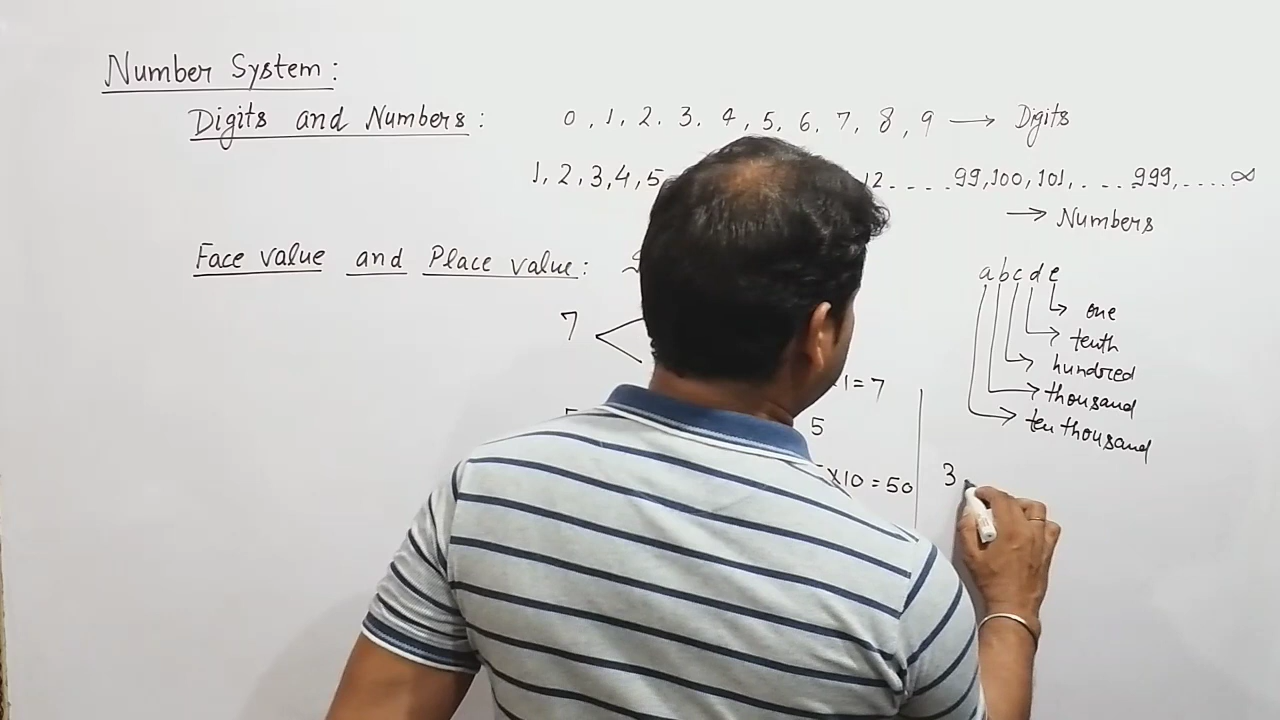 Number System:
Digits and Numbers: 0, 1, 2, 3, 4, 5, 6, 7, 8, 9 → Digits
1, 2, 3, 4, 5 12 .... 99, 100, 101, .... 999, ..... ∞
→ Numbers
Face value and Place value:
a b c d e
7
one
tenth
hundred
1 = 7
thousand
ten thousand
5
×10 = 50
3